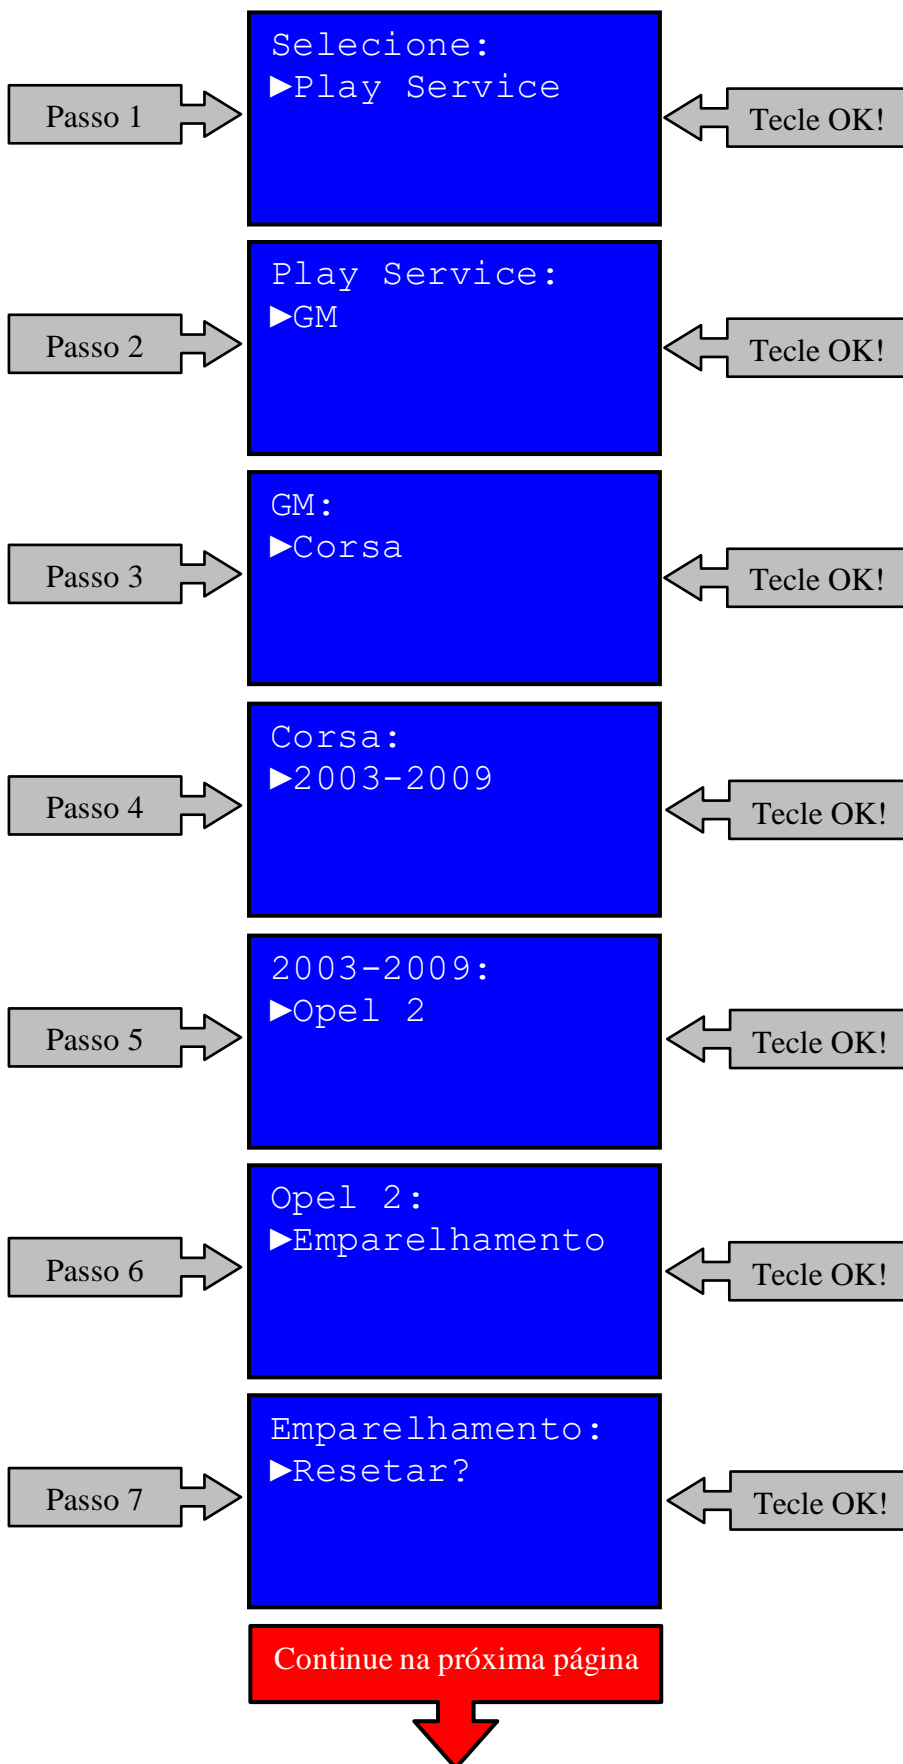 Selecione:
►Play Service
Passo 1
Tecle OK!
Play Service:
►GM
Passo 2
Tecle OK!
GM:
►Corsa
Passo 3
Tecle OK!
Corsa:
►2003-2009
Passo 4
Tecle OK!
2003-2009:
►Opel 2
Passo 5
Tecle OK!
Opel 2:
►Emparelhamento
Passo 6
Tecle OK!
Emparelhamento:
►Resetar?
Passo 7
Tecle OK!
Continue na próxima página